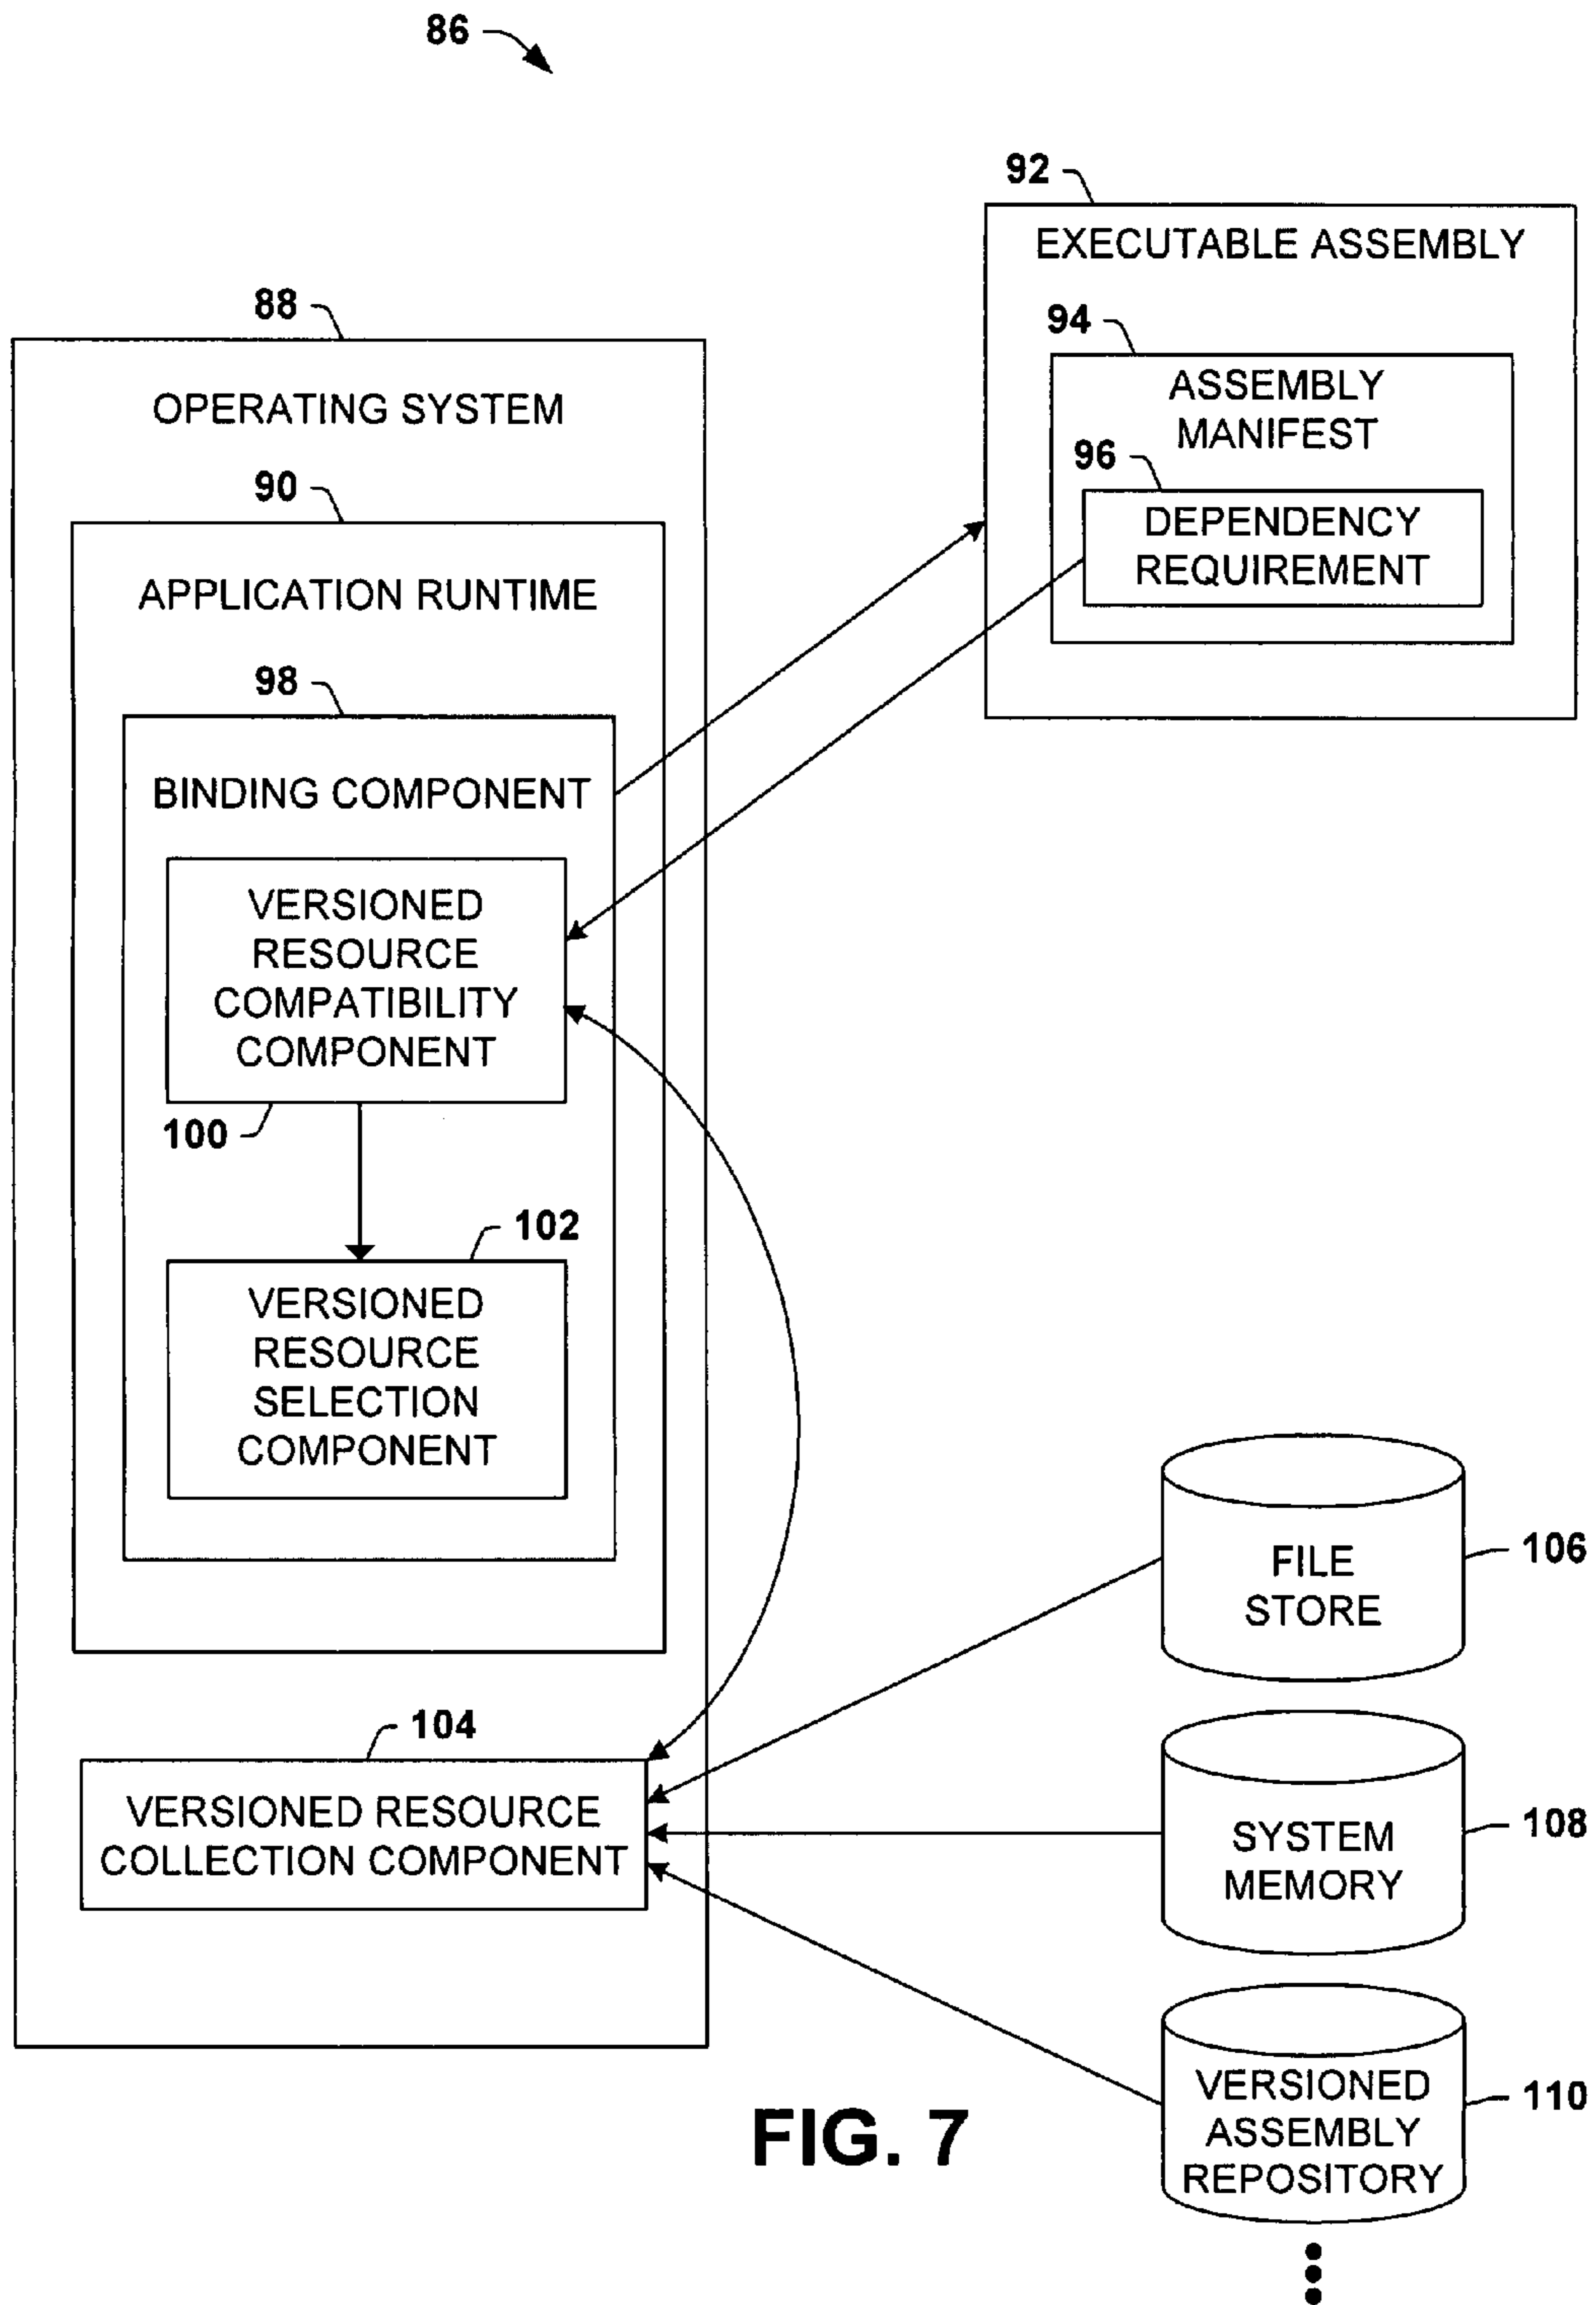 86
92
EXECUTABLE ASSEMBLY
94
ASSEMBLY
MANIFEST
96
DEPENDENCY
REQUIREMENT
88
OPERATING SYSTEM
90
APPLICATION RUNTIME
98
BINDING COMPONENT
VERSIONED
RESOURCE
COMPATIBILITY
COMPONENT
100
102
VERSIONED
RESOURCE
SELECTION
COMPONENT
104
VERSIONED RESOURCE
COLLECTION COMPONENT
FILE
STORE
106
SYSTEM
MEMORY
108
VERSIONED
ASSEMBLY
REPOSITORY
110
FIG. 7